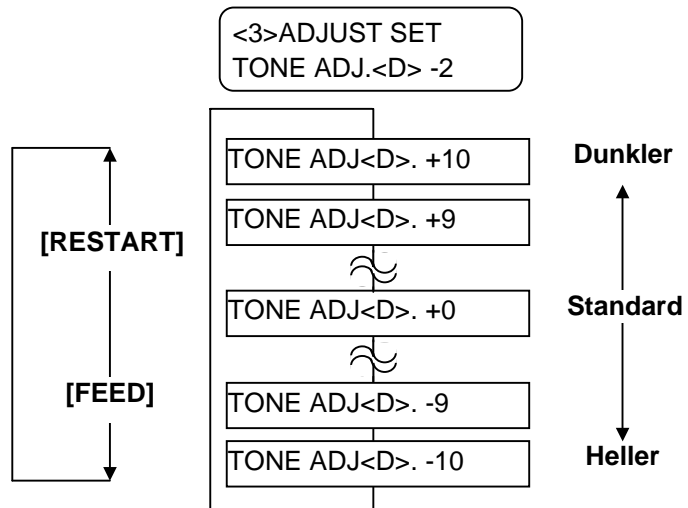 <3>ADJUST SET
TONE ADJ.<D> -2
TONE ADJ<D>. +10
Dunkler
TONE ADJ<D>. +9
[RESTART]
TONE ADJ<D>. +0
Standard
[FEED]
TONE ADJ<D>. -9
TONE ADJ<D>. -10
Heller